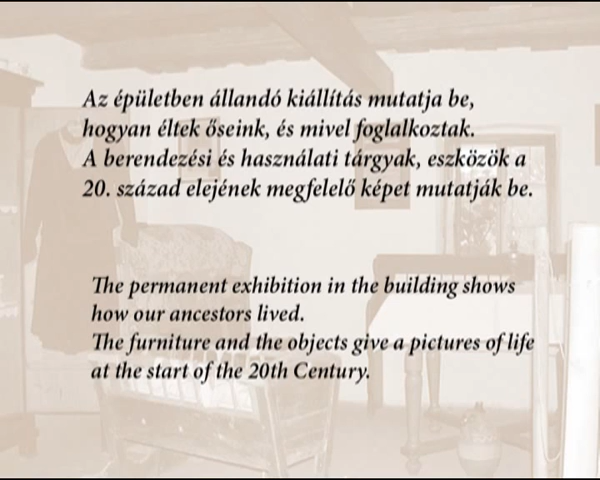 Az épületben állandó kiállítás mutatja be,
hogyan éltek őseink, és mivel foglalkoztak.
A berendezési és használati tárgyak, eszközök a
20. század elejének megfelelő képet mutatják be.
The permanent exhibition in the building shows
how our ancestors lived.
The furniture and the objects give a pictures of life
at the start of the 20th Century.